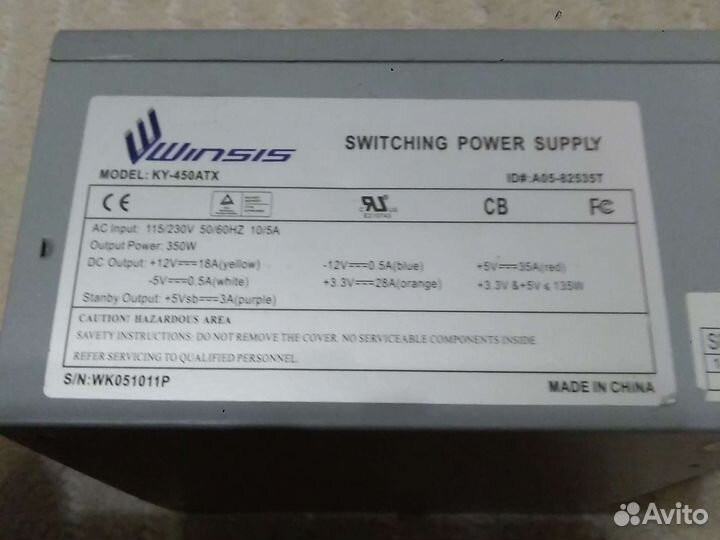 Winsis
SWITCHING POWER SUPPLY
MODEL: KY-450ATX
ID#: A05-82535T
CE
CB
FC
AC Input: 115/230V 50/60HZ 10/5A
Output Power: 350W
DC Output: +12V⎓18A(yellow) -12V⎓0.5A(blue) +5V⎓35A(red)
-5V⎓0.5A(white) +3.3V⎓28A(orange) +3.3V &+5V ≤ 135W
Stanby Output: +5Vsb⎓3A(purple)
CAUTION! HAZARDOUS AREA
SAVETY INSTRUCTIONS: DO NOT REMOVE THE COVER. NO SERVICEABLE COMPONENTS INSIDE.
REFER SERVICING TO QUALIFIED PERSONNEL.
S/N:WK051011P
MADE IN CHINA
Avito